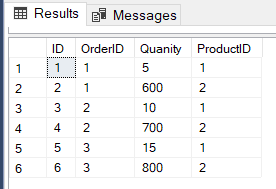 Results Messages
ID OrderID Quanity ProductID
1 1 1 5 1
2 2 1 600 2
3 3 2 10 1
4 4 2 700 2
5 5 3 15 1
6 6 3 800 2